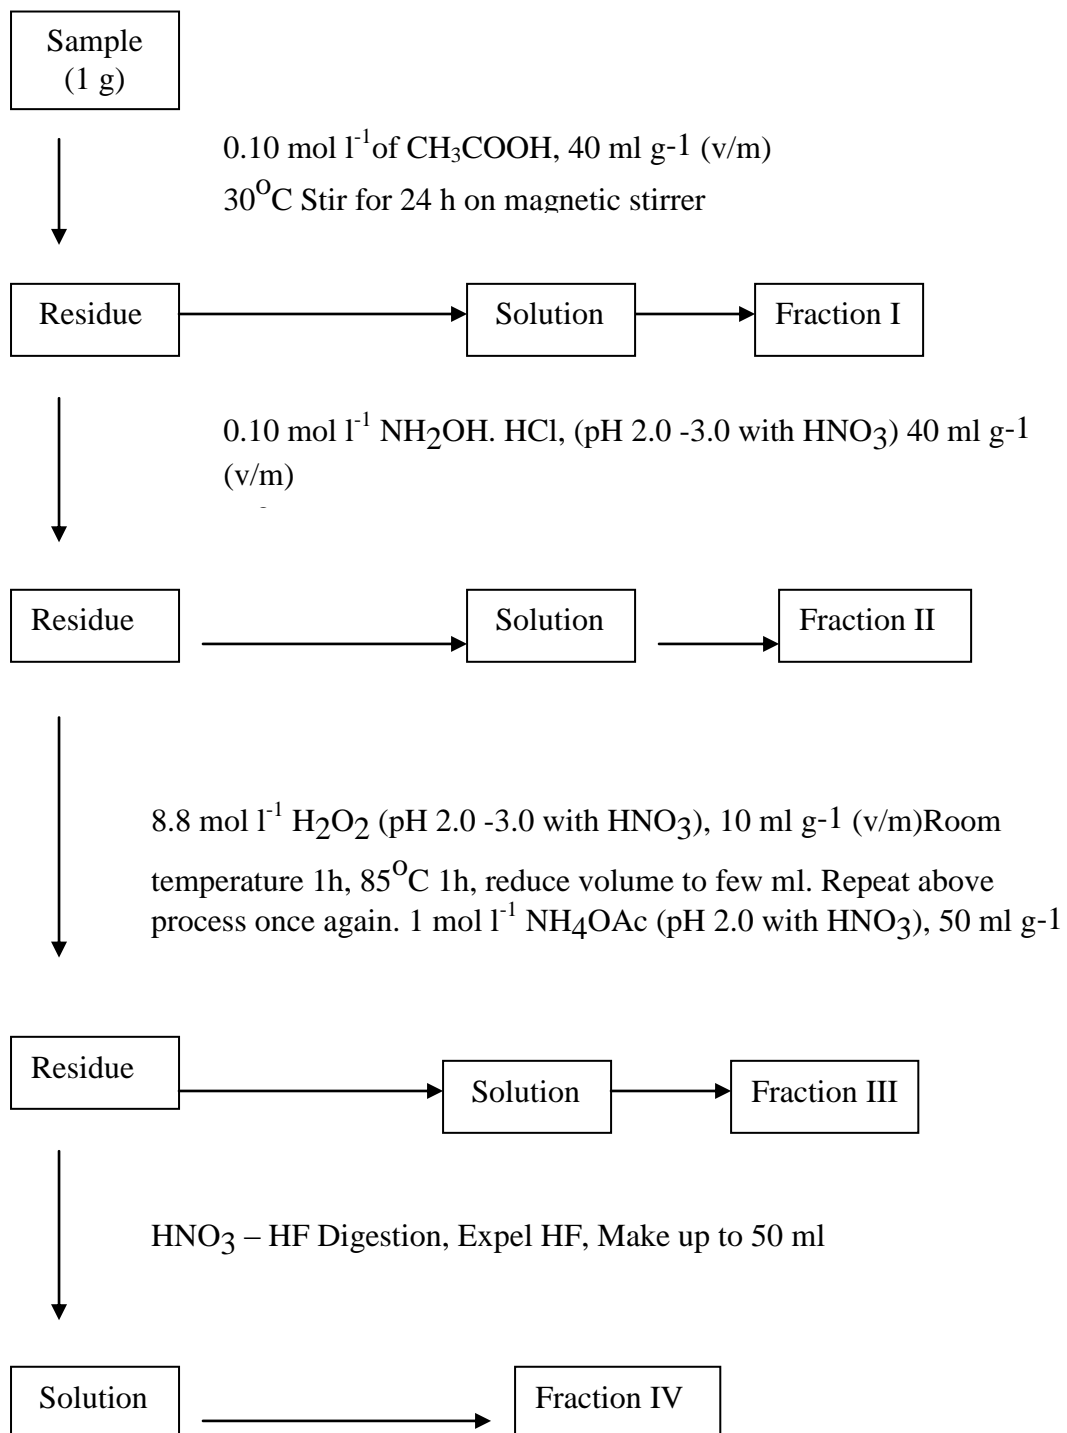 Sample
(1 g)
0.10 mol l⁻¹of CH₃COOH, 40 ml g-1 (v/m)
30ᴼC Stir for 24 h on magnetic stirrer
Residue
Solution
Fraction I
0.10 mol l⁻¹ NH₂OH. HCl, (pH 2.0 -3.0 with HNO₃) 40 ml g-1
(v/m)
Residue
Solution
Fraction II
8.8 mol l⁻¹ H₂O₂ (pH 2.0 -3.0 with HNO₃), 10 ml g-1 (v/m)Room
temperature 1h, 85ᴼC 1h, reduce volume to few ml. Repeat above
process once again. 1 mol l⁻¹ NH₄OAc (pH 2.0 with HNO₃), 50 ml g-1
Residue
Solution
Fraction III
HNO₃ – HF Digestion, Expel HF, Make up to 50 ml
Solution
Fraction IV